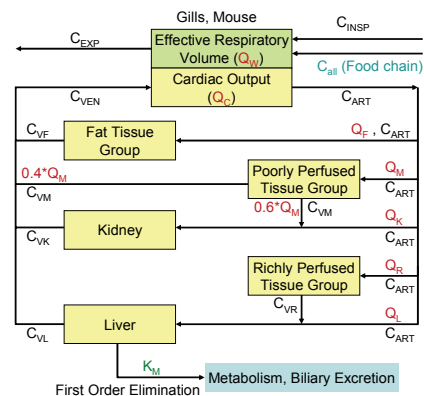 Gills, Mouse
C_EXP
Effective Respiratory
Volume (Q_W)
C_INSP
C_all (Food chain)
Cardiac Output
(Q_C)
C_VEN
C_ART
C_VF
Fat Tissue
Group
Q_F , C_ART
0.4*Q_M
C_VM
Poorly Perfused
Tissue Group
Q_M
C_ART
0.6*Q_M
C_VM
C_VK
Kidney
Q_K
C_ART
Richly Perfused
Tissue Group
Q_R
C_ART
C_VR
C_VL
Liver
Q_L
C_ART
K_M
First Order Elimination
Metabolism, Biliary Excretion